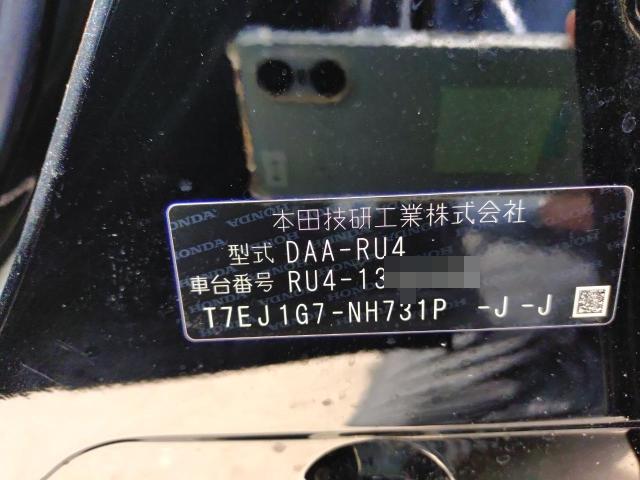 本田技研工業株式会社
型式 DAA-RU4
車台番号 RU4-13
T7EJ1G7-NH731P -J -J